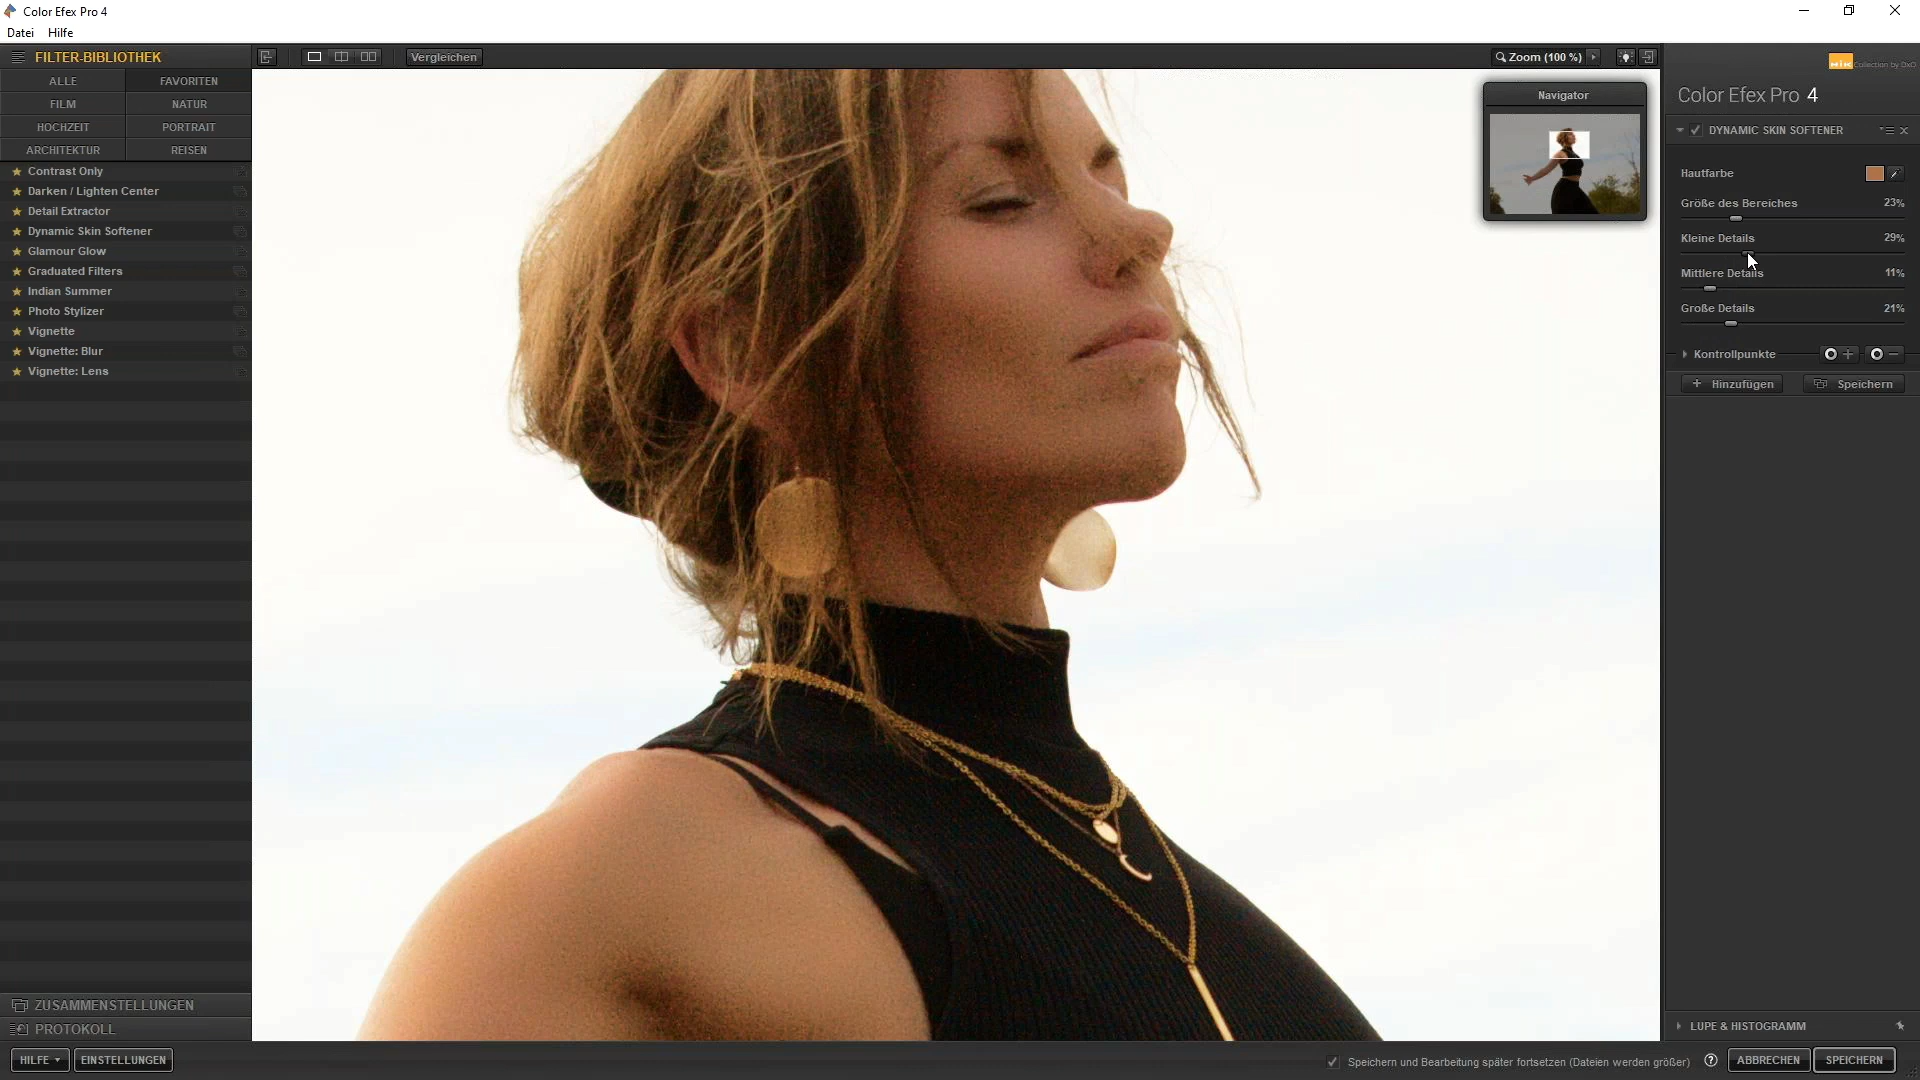 Color Efex Pro 4
Datei Hilfe
FILTER-BIBLIOTHEK
Vergleichen
Zoom (100 %)
ALLE FAVORITEN
FILM NATUR
HOCHZEIT PORTRAIT
ARCHITEKTUR REISEN
Contrast Only
Darken / Lighten Center
Detail Extractor
Dynamic Skin Softener
Glamour Glow
Graduated Filters
Indian Summer
Photo Stylizer
Vignette
Vignette: Blur
Vignette: Lens
ZUSAMMENSTELLUNGEN
PROTOKOLL
HILFE EINSTELLUNGEN
Navigator
Nik Collection by DxO
Color Efex Pro 4
DYNAMIC SKIN SOFTENER
Hautfarbe
Größe des Bereiches 23%
Kleine Details 29%
Mittlere Details 11%
Große Details 21%
Kontrollpunkte
Hinzufügen Speichern
LUPE & HISTOGRAMM
Speichern und Bearbeitung später fortsetzen (Dateien werden größer) ? ABBRECHEN SPEICHERN